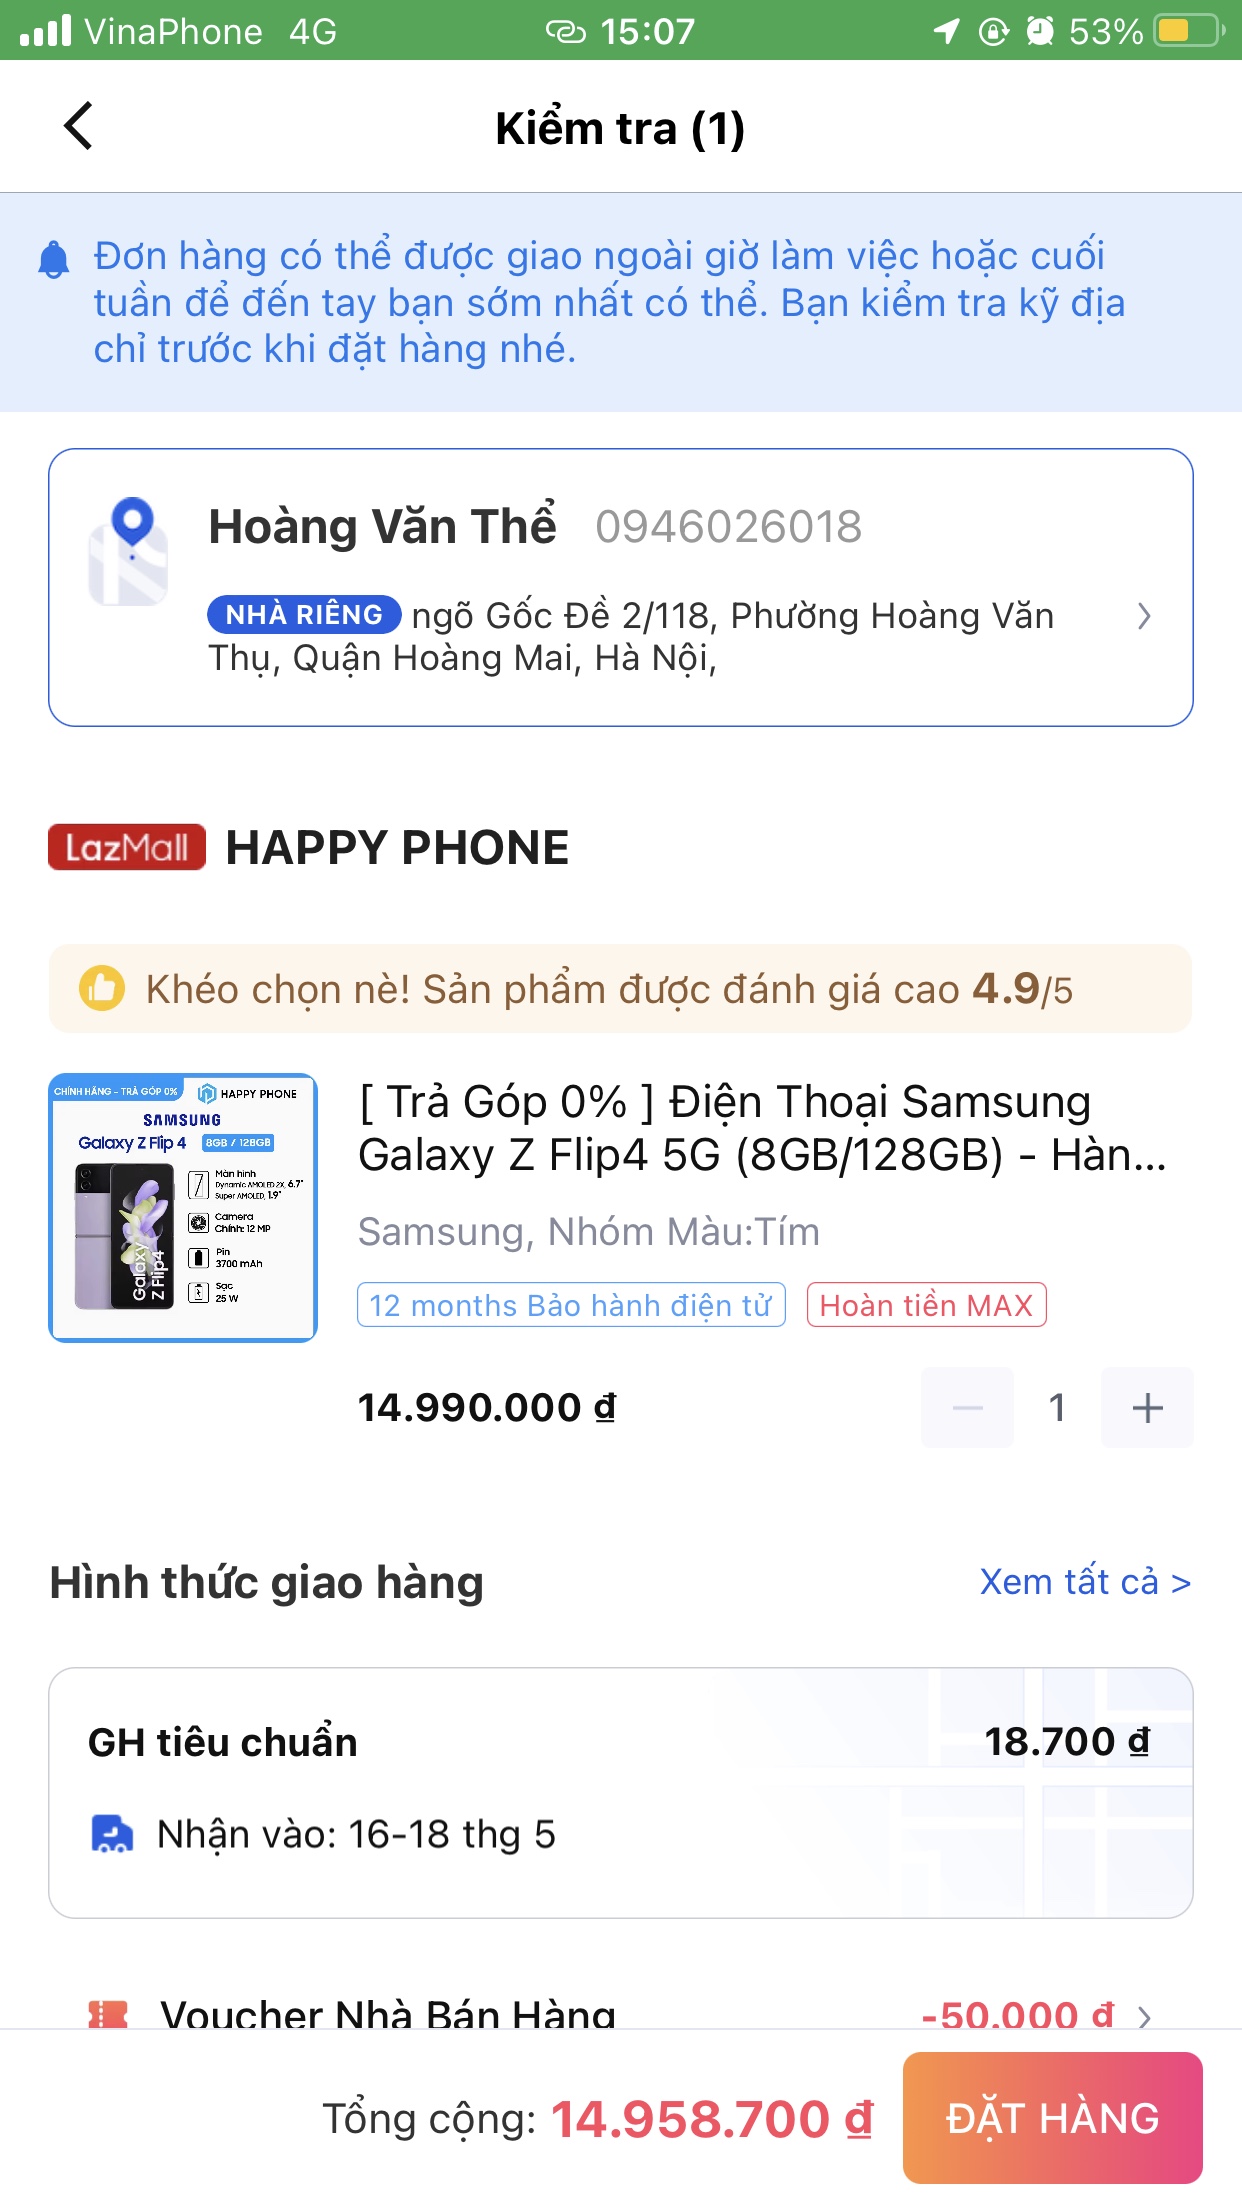 VinaPhone 4G 15:07 53%
Kiểm tra (1)
Đơn hàng có thể được giao ngoài giờ làm việc hoặc cuối
tuần để đến tay bạn sớm nhất có thể. Bạn kiểm tra kỹ địa
chỉ trước khi đặt hàng nhé.
Hoàng Văn Thể 0946026018
NHÀ RIÊNG ngõ Gốc Đề 2/118, Phường Hoàng Văn
Thụ, Quận Hoàng Mai, Hà Nội,
LazMall HAPPY PHONE
Khéo chọn nè! Sản phẩm được đánh giá cao 4.9/5
CHÍNH HÃNG - TRẢ GÓP 0% HAPPY PHONE
SAMSUNG
Galaxy Z Flip 4 8GB / 128GB
Màn hình
Dynamic AMOLED 2X, 6.7"
Super AMOLED, 1.9"
Camera
Chính: 12 MP
Pin
3700 mAh
Sạc
25 W
Galaxy
Z Flip4
[ Trả Góp 0% ] Điện Thoại Samsung
Galaxy Z Flip4 5G (8GB/128GB) - Hàn...
Samsung, Nhóm Màu:Tím
12 months Bảo hành điện tử Hoàn tiền MAX
14.990.000 ₫ 1 +
Hình thức giao hàng Xem tất cả >
GH tiêu chuẩn 18.700 ₫
Nhận vào: 16-18 thg 5
Voucher Nhà Bán Hàng -50.000 ₫
Tổng cộng: 14.958.700 ₫ ĐẶT HÀNG